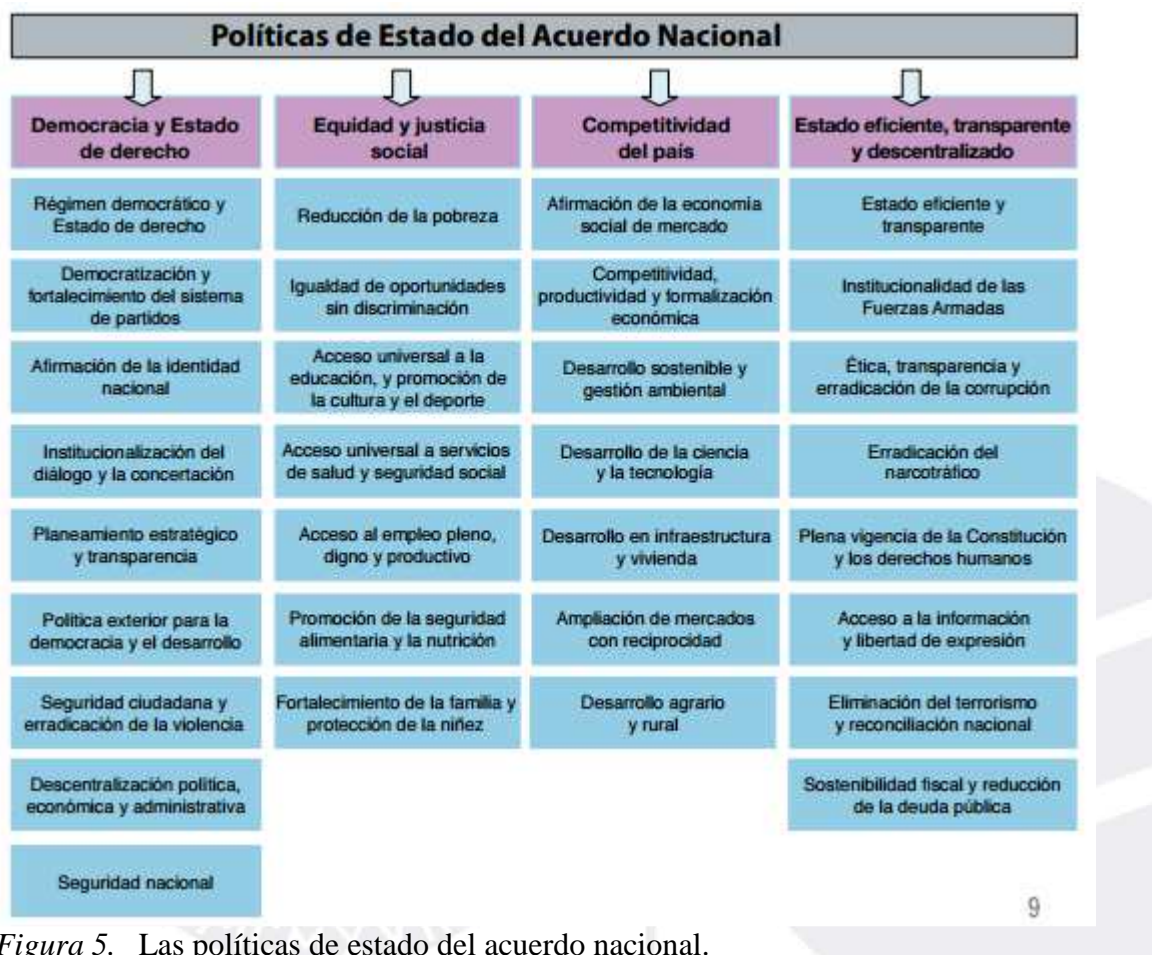 Políticas de Estado del Acuerdo Nacional
Democracia y Estado
de derecho
Régimen democrático y
Estado de derecho
Democratización y
fortalecimiento del sistema
de partidos
Afirmación de la identidad
nacional
Institucionalización del
diálogo y la concertación
Planeamiento estratégico
y transparencia
Política exterior para la
democracia y el desarrollo
Seguridad ciudadana y
erradicación de la violencia
Descentralización política,
económica y administrativa
Seguridad nacional
Equidad y justicia
social
Reducción de la pobreza
Igualdad de oportunidades
sin discriminación
Acceso universal a la
educación, y promoción de
la cultura y el deporte
Acceso universal a servicios
de salud y seguridad social
Acceso al empleo pleno,
digno y productivo
Promoción de la seguridad
alimentaria y la nutrición
Fortalecimiento de la familia y
protección de la niñez
Competitividad
del país
Afirmación de la economía
social de mercado
Competitividad,
productividad y formalización
económica
Desarrollo sostenible y
gestión ambiental
Desarrollo de la ciencia
y la tecnología
Desarrollo en infraestructura
y vivienda
Ampliación de mercados
con reciprocidad
Desarrollo agrario
y rural
Estado eficiente, transparente
y descentralizado
Estado eficiente y
transparente
Institucionalidad de las
Fuerzas Armadas
Ética, transparencia y
erradicación de la corrupción
Erradicación del
narcotráfico
Plena vigencia de la Constitución
y los derechos humanos
Acceso a la información
y libertad de expresión
Eliminación del terrorismo
y reconciliación nacional
Sostenibilidad fiscal y reducción
de la deuda pública
9
Figura 5. Las políticas de estado del acuerdo nacional.